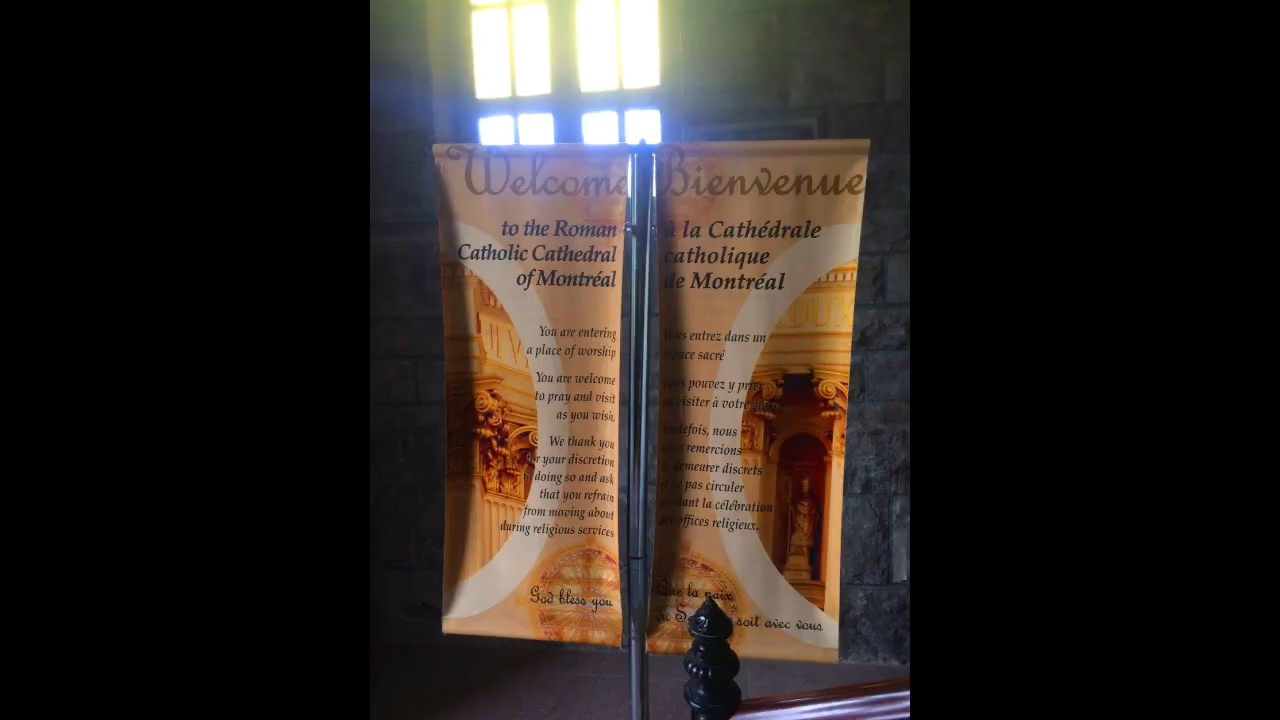 Welcome
to the Roman
Catholic Cathedral
of Montréal
You are entering
a place of worship
You are welcome
to pray and visit
as you wish.
We thank you
for your discretion
in doing so and ask
that you refrain
from moving about
during religious services
God bless you
Bienvenue
à la Cathédrale
catholique
de Montréal
Vous entrez dans un
espace sacré
Vous pouvez y prier
et visiter à votre
Toutefois, nous
vous remercions
de demeurer discrets
et de pas circuler
pendant la célébration
des offices religieux.
Que la paix
soit avec vous